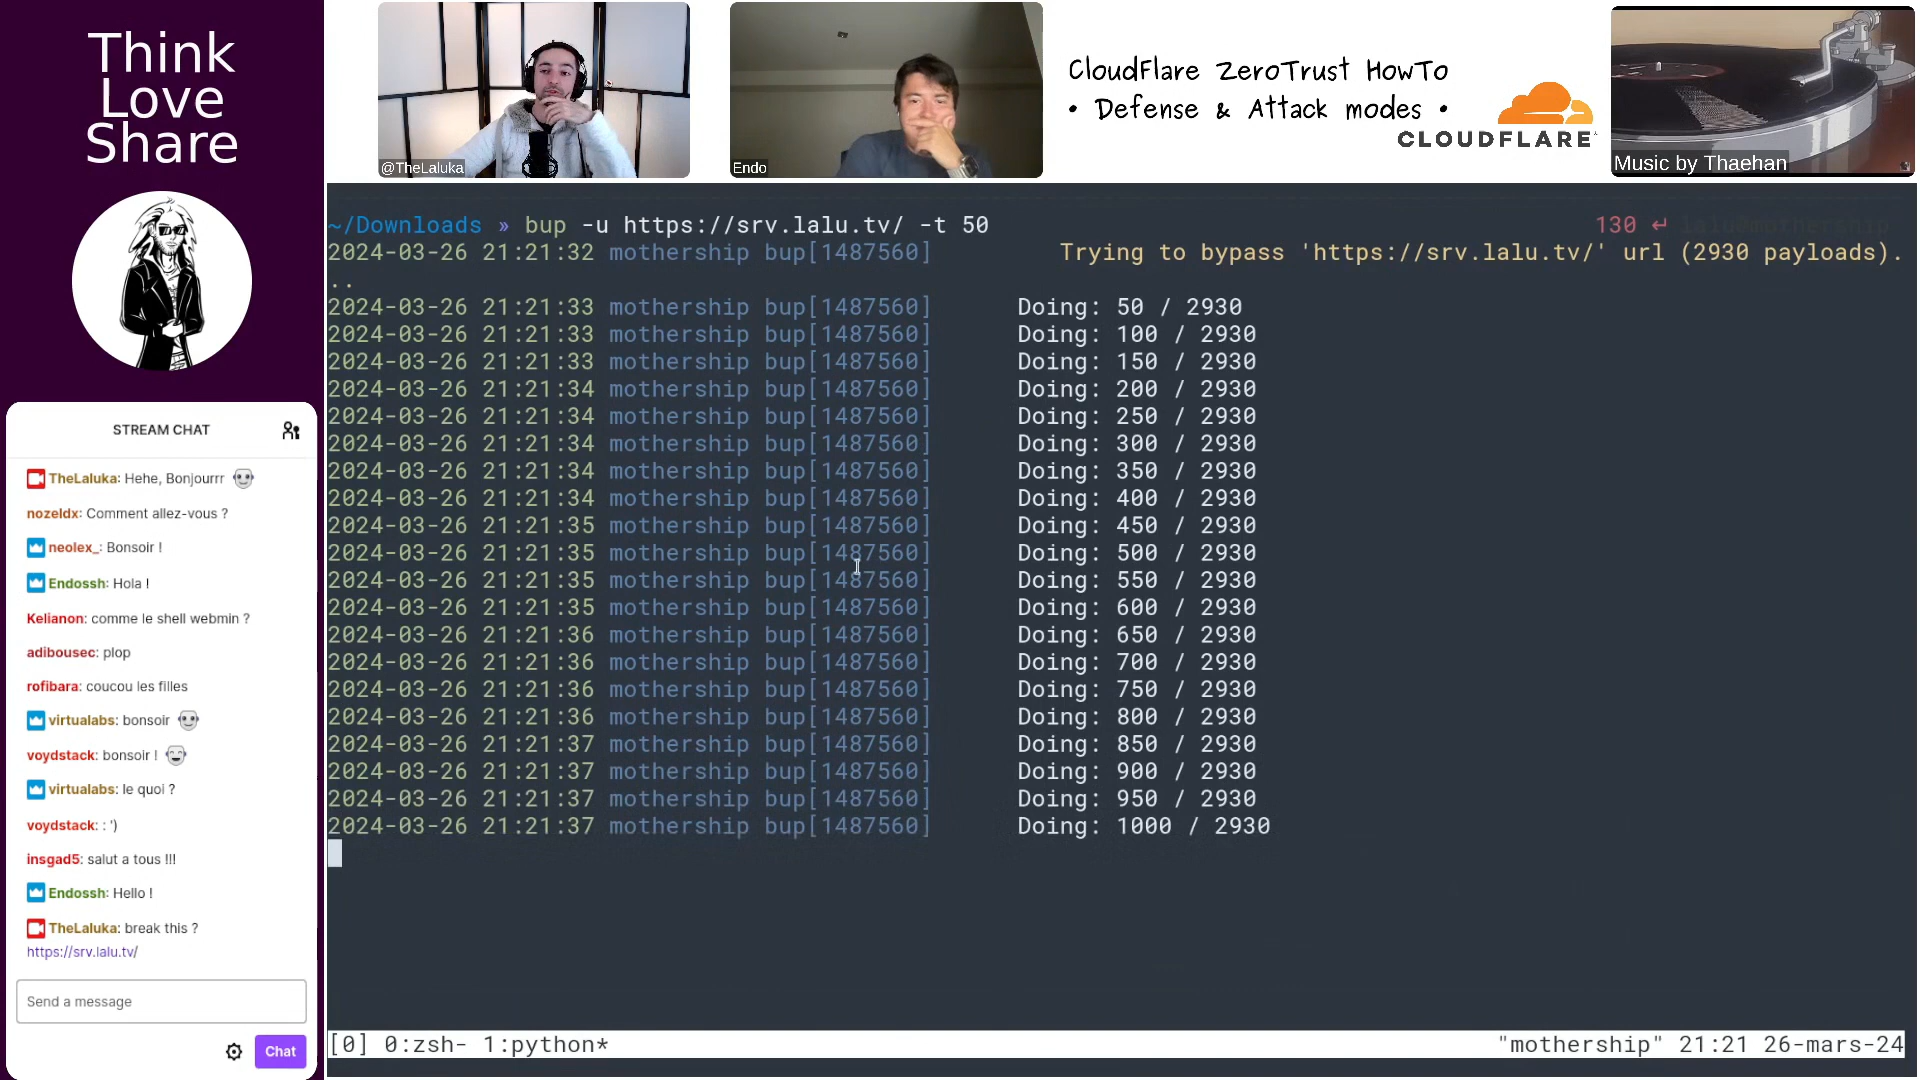 Think
Love
Share
@TheLaluka
Endo
CloudFlare ZeroTrust HowTo
• Defense & Attack modes •
CLOUDFLARE
Music by Thaehan
~/Downloads » bup -u https://srv.lalu.tv/ -t 50 130 ↵ lalu@mothership
2024-03-26 21:21:32 mothership bup[1487560] Trying to bypass 'https://srv.lalu.tv/' url (2930 payloads).
..
2024-03-26 21:21:33 mothership bup[1487560] Doing: 50 / 2930
2024-03-26 21:21:33 mothership bup[1487560] Doing: 100 / 2930
2024-03-26 21:21:33 mothership bup[1487560] Doing: 150 / 2930
2024-03-26 21:21:34 mothership bup[1487560] Doing: 200 / 2930
2024-03-26 21:21:34 mothership bup[1487560] Doing: 250 / 2930
2024-03-26 21:21:34 mothership bup[1487560] Doing: 300 / 2930
2024-03-26 21:21:34 mothership bup[1487560] Doing: 350 / 2930
2024-03-26 21:21:34 mothership bup[1487560] Doing: 400 / 2930
2024-03-26 21:21:35 mothership bup[1487560] Doing: 450 / 2930
2024-03-26 21:21:35 mothership bup[1487560] Doing: 500 / 2930
2024-03-26 21:21:35 mothership bup[1487560] Doing: 550 / 2930
2024-03-26 21:21:35 mothership bup[1487560] Doing: 600 / 2930
2024-03-26 21:21:36 mothership bup[1487560] Doing: 650 / 2930
2024-03-26 21:21:36 mothership bup[1487560] Doing: 700 / 2930
2024-03-26 21:21:36 mothership bup[1487560] Doing: 750 / 2930
2024-03-26 21:21:36 mothership bup[1487560] Doing: 800 / 2930
2024-03-26 21:21:37 mothership bup[1487560] Doing: 850 / 2930
2024-03-26 21:21:37 mothership bup[1487560] Doing: 900 / 2930
2024-03-26 21:21:37 mothership bup[1487560] Doing: 950 / 2930
2024-03-26 21:21:37 mothership bup[1487560] Doing: 1000 / 2930
[0] 0:zsh- 1:python* "mothership" 21:21 26-mars-24
STREAM CHAT
TheLaluka: Hehe, Bonjourrr
nozeldx: Comment allez-vous ?
neolex_: Bonsoir !
Endossh: Hola !
Kelianon: comme le shell webmin ?
adibousec: plop
rofibara: coucou les filles
virtualabs: bonsoir
voydstack: bonsoir !
virtualabs: le quoi ?
voydstack: : ')
insgad5: salut a tous !!!
Endossh: Hello !
TheLaluka: break this ?
https://srv.lalu.tv/
Send a message
Chat